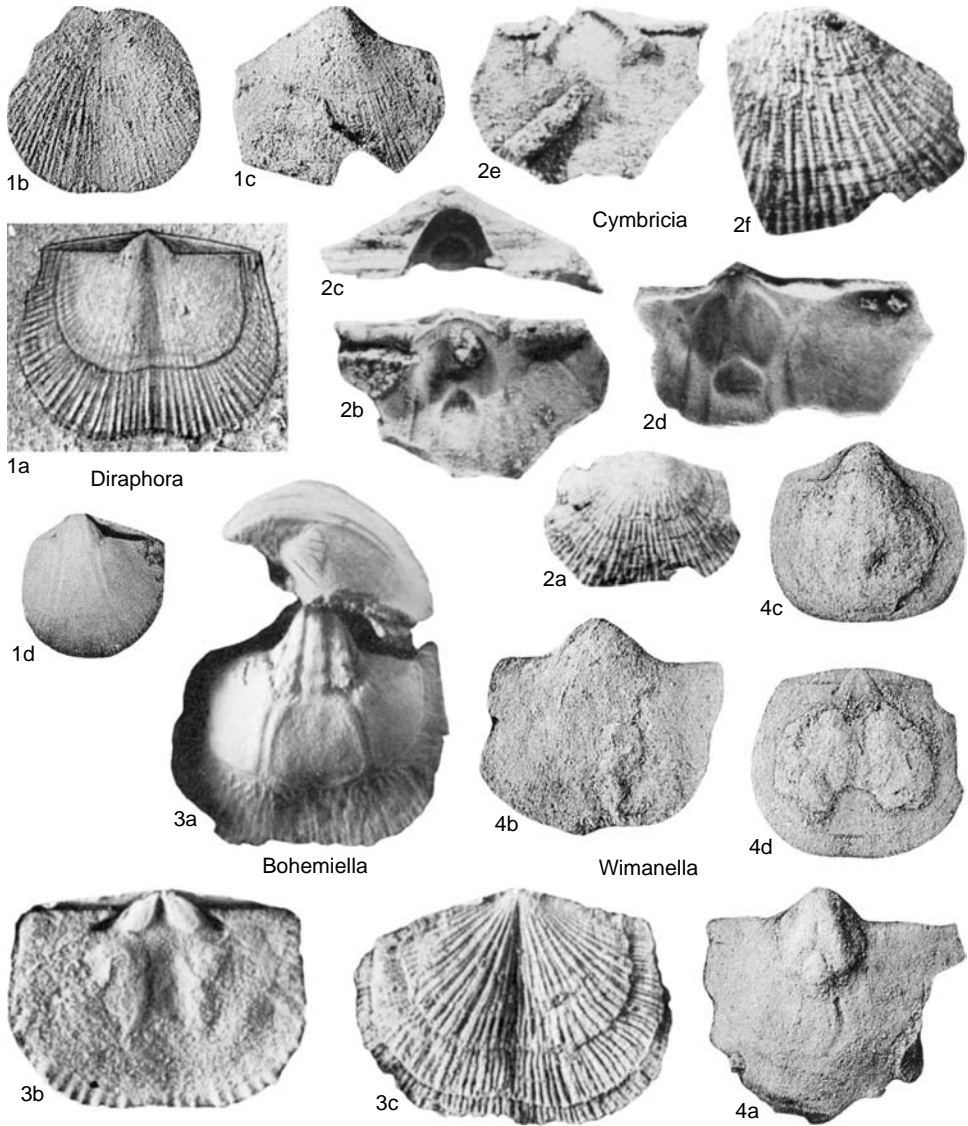 1b
1c
2e
2f
Cymbricia
2c
2b
2d
1a
Diraphora
2a
4c
1d
3a
4b
4d
Bohemiella
Wimanella
3b
3c
4a